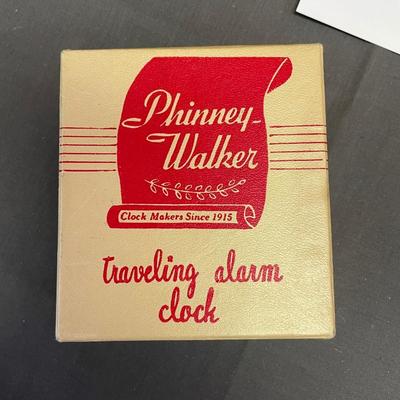 Phinney-
Walker
Clock Makers Since 1915
traveling alarm
clock